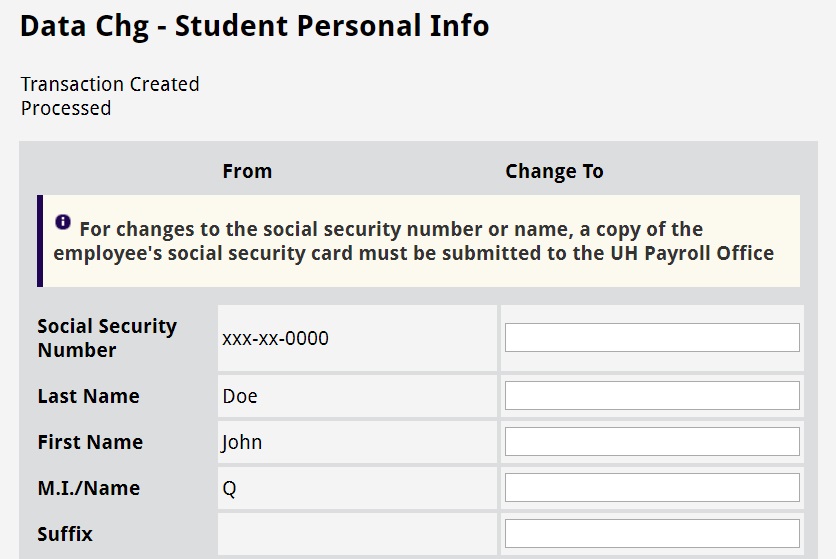 Data Chg - Student Personal Info
Transaction Created
Processed
From Change To
For changes to the social security number or name, a copy of the
employee's social security card must be submitted to the UH Payroll Office
Social Security
Number xxx-xx-0000
Last Name Doe
First Name John
M.I./Name Q
Suffix